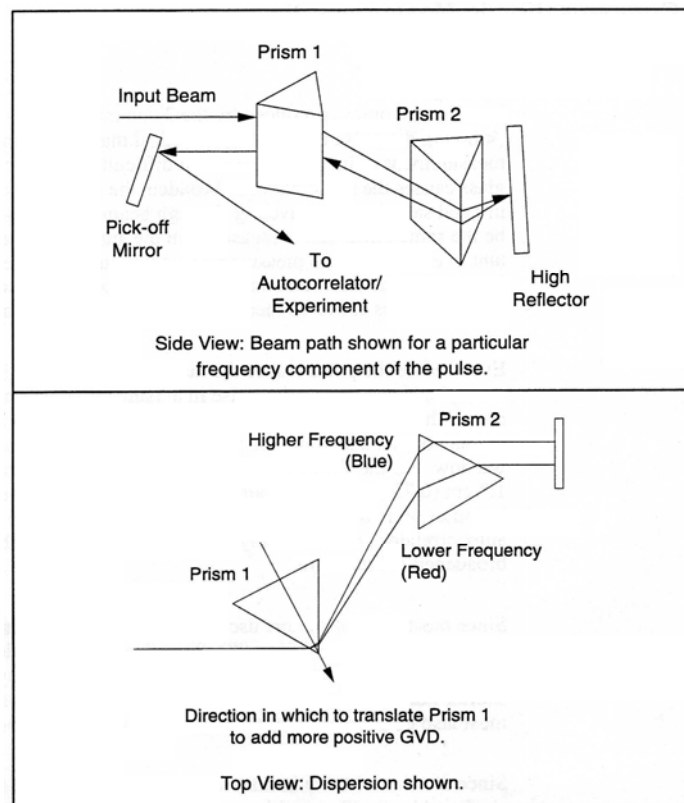 Prism 1
Input Beam
Prism 2
Pick-off
Mirror
To
Autocorrelator/
Experiment
High
Reflector
Side View: Beam path shown for a particular
frequency component of the pulse.
Prism 2
Higher Frequency
(Blue)
Lower Frequency
(Red)
Prism 1
Direction in which to translate Prism 1
to add more positive GVD.
Top View: Dispersion shown.